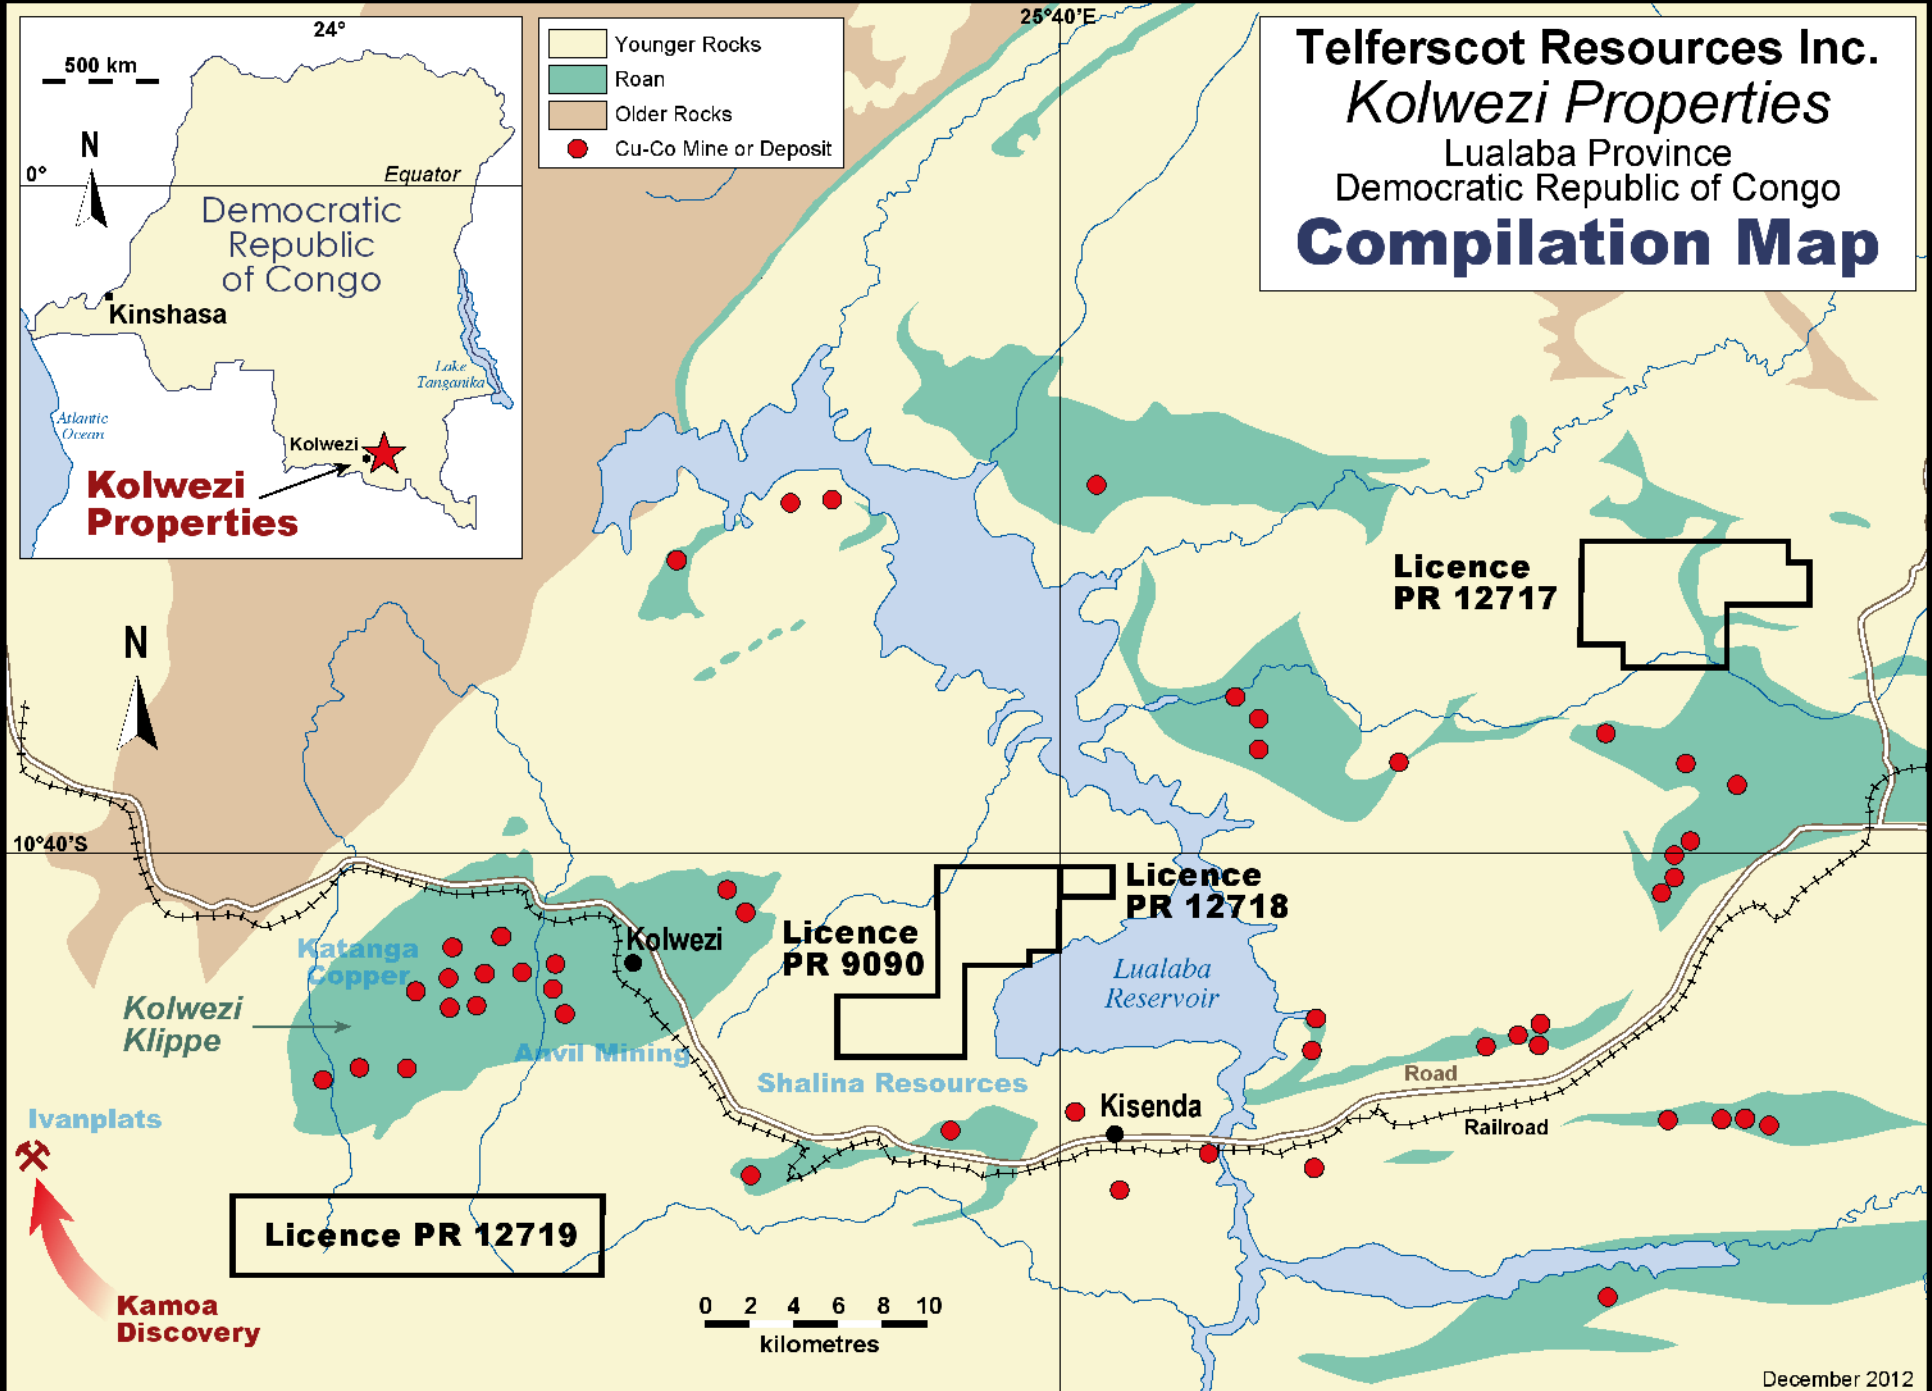 24°
500 km
N
0°
Equator
Democratic
Republic
of Congo
Kinshasa
Lake
Tanganika
Atlantic
Ocean
Kolwezi
Kolwezi
Properties
Younger Rocks
Roan
Older Rocks
Cu-Co Mine or Deposit
25°40'E
Telferscot Resources Inc.
Kolwezi Properties
Lualaba Province
Democratic Republic of Congo
Compilation Map
Licence
PR 12717
N
10°40'S
Licence
PR 12718
Licence
PR 9090
Kolwezi
Katanga
Copper
Lualaba
Reservoir
Kolwezi
Klippe
Anvil Mining
Shalina Resources
Road
Kisenda
Railroad
Ivanplats
Licence PR 12719
Kamoa
Discovery
0 2 4 6 8 10
kilometres
December 2012